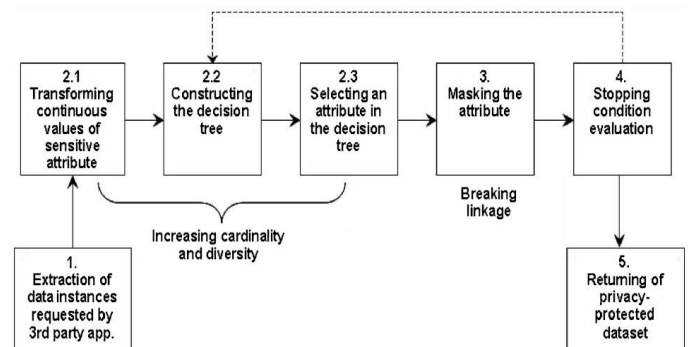 2.1
Transforming
continuous
values of
sensitive
attribute
2.2
Constructing
the decision
tree
2.3
Selecting an
attribute in
the decision
tree
3.
Masking the
attribute
4.
Stopping
condition
evaluation
Breaking
linkage
Increasing cardinality
and diversity
1.
Extraction of
data instances
requested by
3rd party app.
5.
Returning of
privacy-
protected
dataset